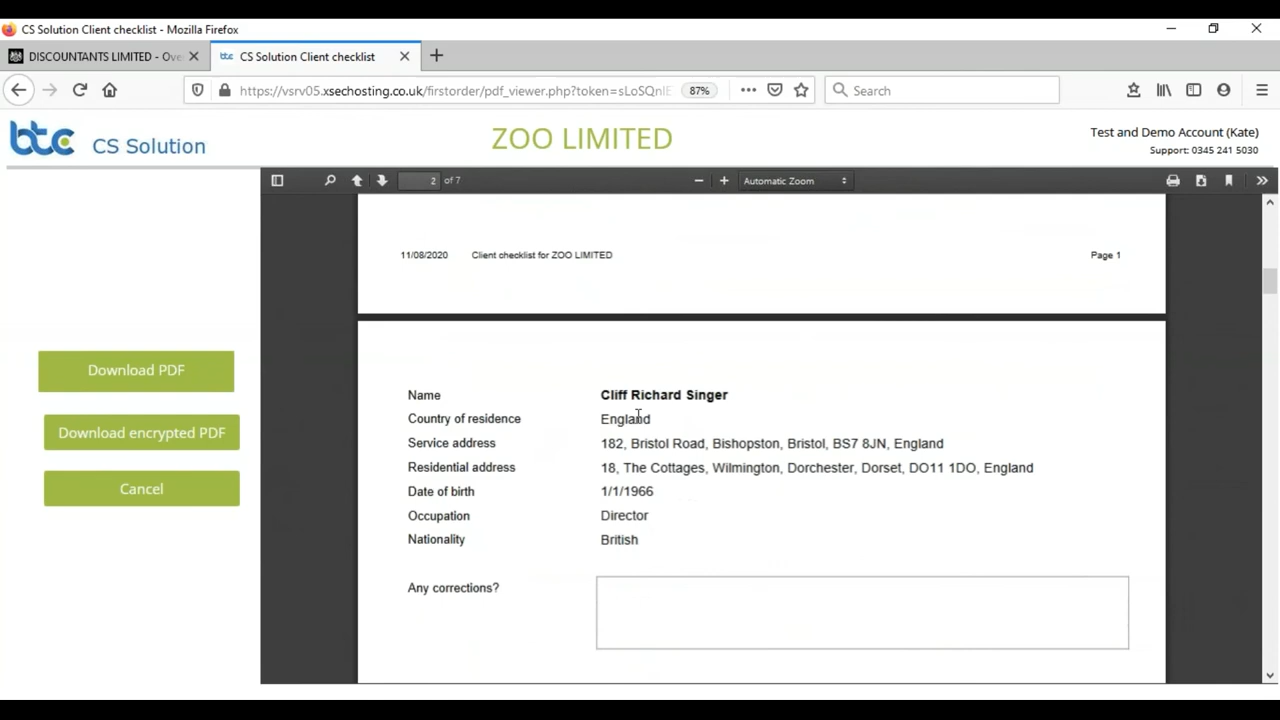 CS Solution Client checklist - Mozilla Firefox
DISCOUNTANTS LIMITED - Ove
CS Solution Client checklist
https://vsrv05.xsechosting.co.uk/firstorder/pdf_viewer.php?token=sLoSQnlE
87%
Search
btc CS Solution
ZOO LIMITED
Test and Demo Account (Kate)
Support: 0345 241 5030
2 of 7
Automatic Zoom
11/08/2020 Client checklist for ZOO LIMITED Page 1
Download PDF
Download encrypted PDF
Cancel
Name Cliff Richard Singer
Country of residence England
Service address 182, Bristol Road, Bishopston, Bristol, BS7 8JN, England
Residential address 18, The Cottages, Wilmington, Dorchester, Dorset, DO11 1DO, England
Date of birth 1/1/1966
Occupation Director
Nationality British
Any corrections?